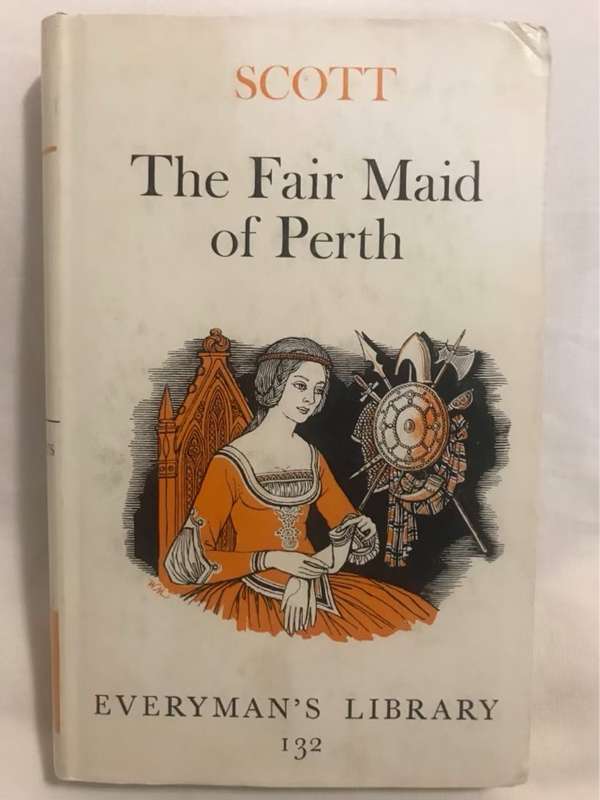 SCOTT
The Fair Maid
of Perth
EVERYMAN'S LIBRARY
132